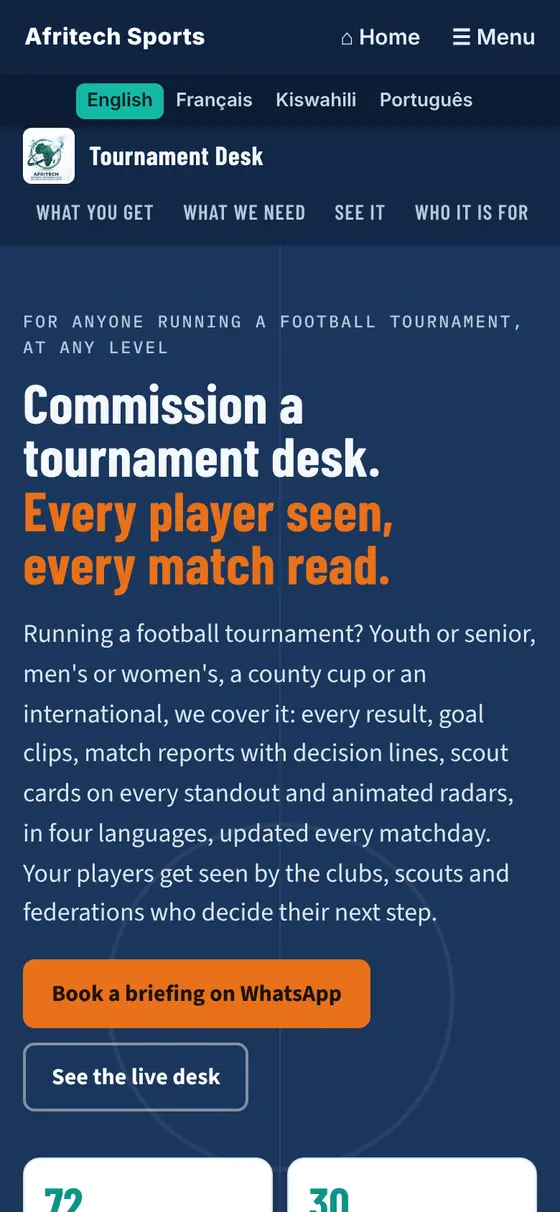 Afritech Sports
⌂ Home
☰ Menu
English Français Kiswahili Português
AFRITECH
Tournament Desk
WHAT YOU GET WHAT WE NEED SEE IT WHO IT IS FOR
FOR ANYONE RUNNING A FOOTBALL TOURNAMENT,
AT ANY LEVEL
Commission a
tournament desk.
Every player seen,
every match read.
Running a football tournament? Youth or senior,
men's or women's, a county cup or an
international, we cover it: every result, goal
clips, match reports with decision lines, scout
cards on every standout and animated radars,
in four languages, updated every matchday.
Your players get seen by the clubs, scouts and
federations who decide their next step.
Book a briefing on WhatsApp
See the live desk
72 30